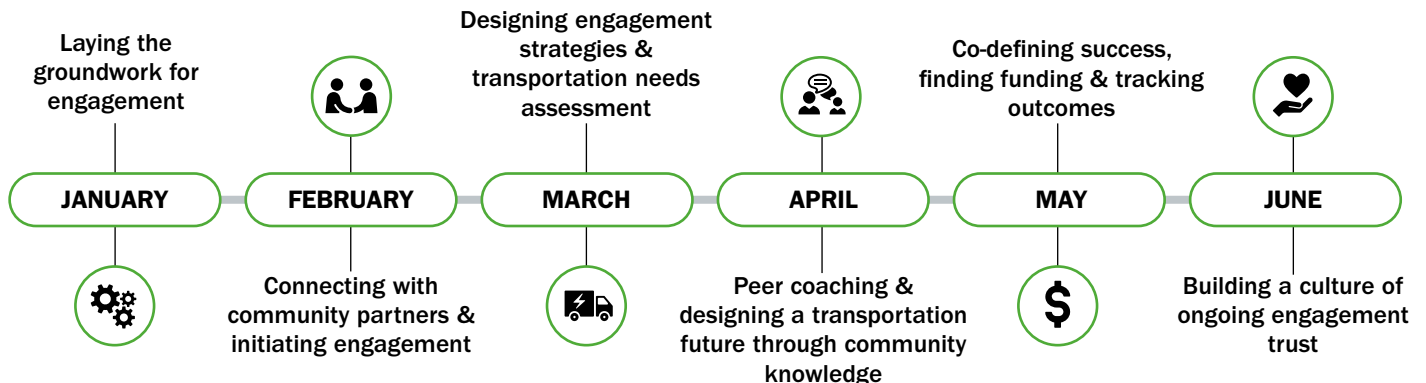 Laying the
groundwork for
engagement
JANUARY
FEBRUARY
Connecting with
community partners &
initiating engagement
Designing engagement
strategies &
transportation needs
assessment
MARCH
APRIL
Peer coaching &
designing a transportation
future through community
knowledge
Co-defining success,
finding funding & tracking
outcomes
MAY
$
JUNE
Building a culture of
ongoing engagement
trust